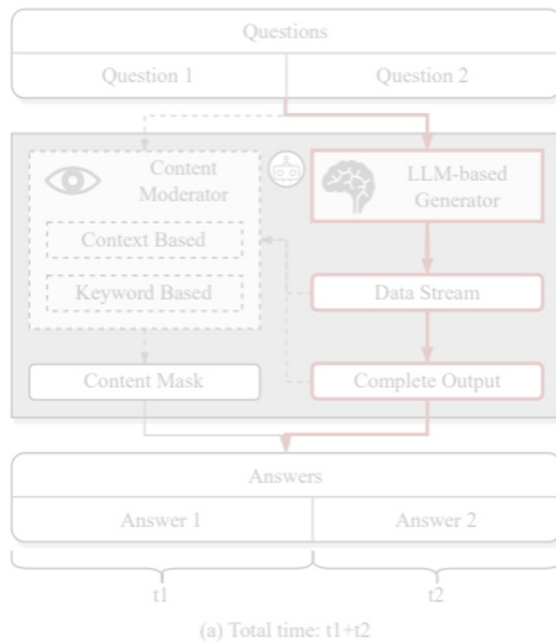 Questions
Question 1
Question 2
Content
Moderator
Context Based
Keyword Based
Content Mask
LLM-based
Generator
Data Stream
Complete Output
Answers
Answer 1
Answer 2
t1
t2
(a) Total time: t1+t2